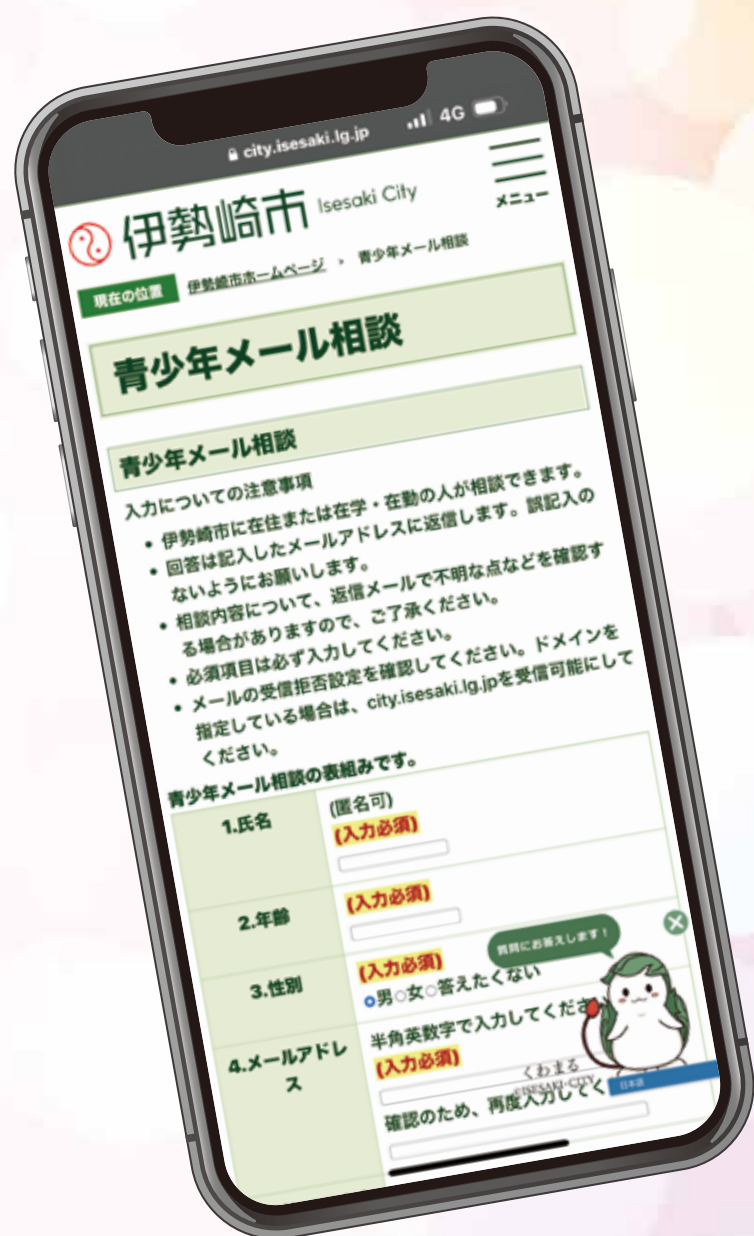 city.isesaki.lg.jp
4G
伊勢崎市 Isesaki City
メニュー
現在の位置 伊勢崎市ホームページ > 青少年メール相談
青少年メール相談
青少年メール相談
入力についての注意事項
• 伊勢崎市に在住または在学・在勤の人が相談できます。
• 回答は記入したメールアドレスに返信します。誤記入の
ないようにお願いします。
• 相談内容について、返信メールで不明な点などを確認す
る場合がありますので、ご了承ください。
• 必須項目は必ず入力してください。
• メールの受信拒否設定を確認してください。ドメインを
指定している場合は、city.isesaki.lg.jpを受信可能にして
ください。
青少年メール相談の表組みです。
1.氏名
(匿名可)
(入力必須)
2.年齢
(入力必須)
3.性別
(入力必須)
男 女 答えたくない
質問にお答えします！
4.メールアドレ
ス
半角英数字で入力してくださ
(入力必須)
くわまる
©ISESAKI-CITY
日本語
確認のため、再度入力してく